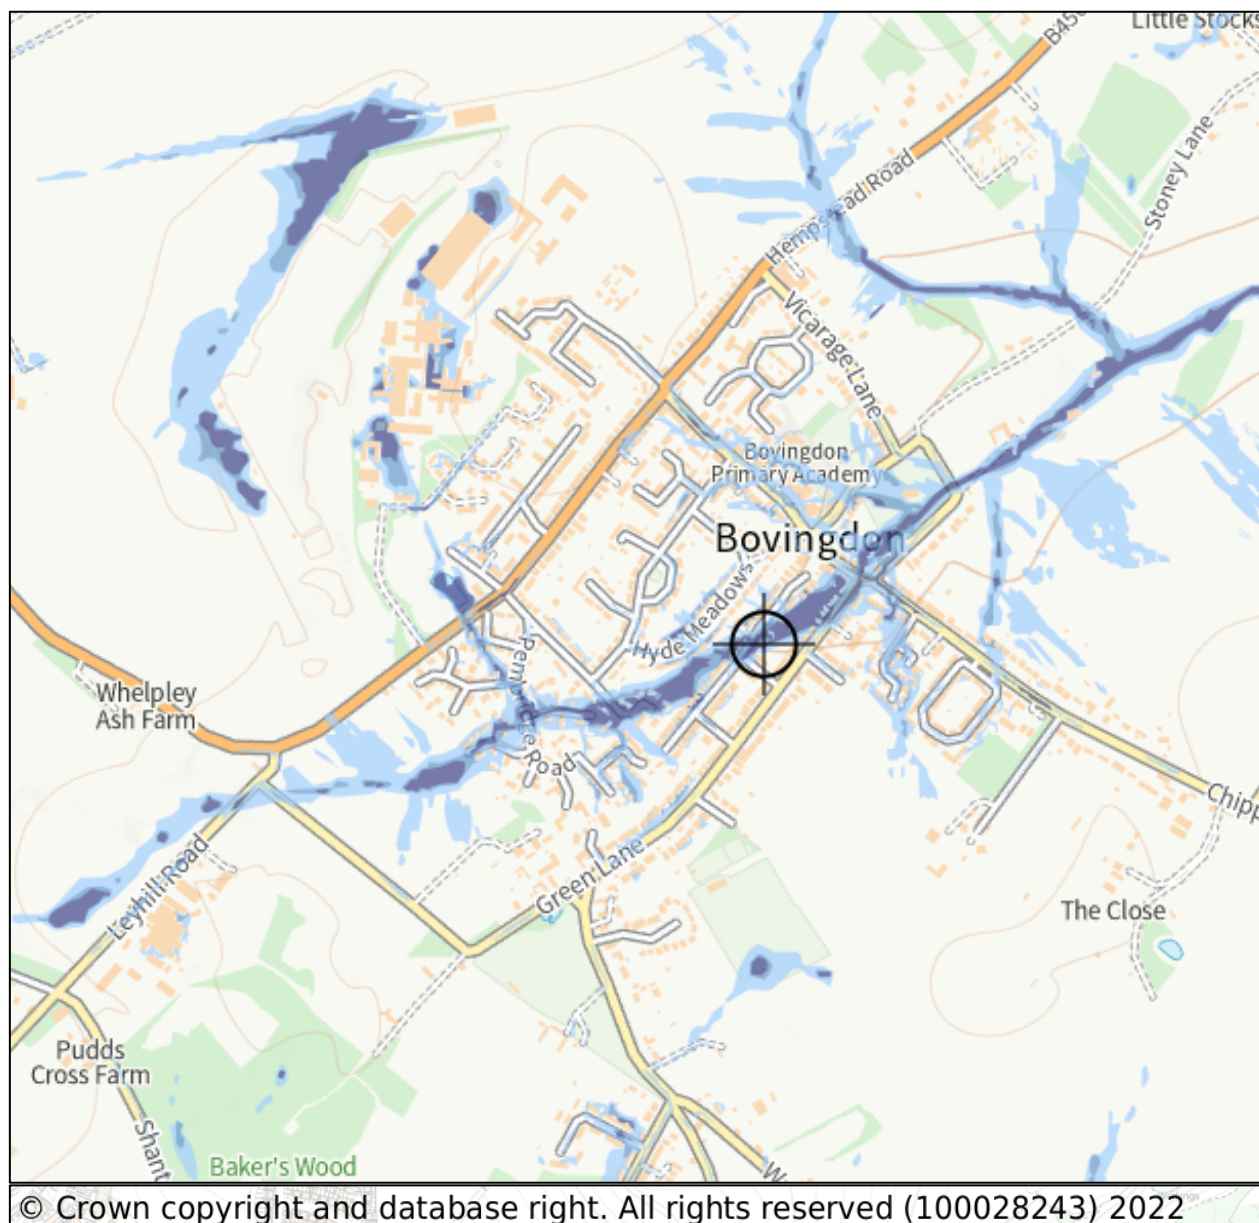 Little Stocks
B450
Stoney Lane
Hempstead Road
Vicarage Lane
Bovingdon
Primary Academy
Bovingdon
Hyde Meadows
Pembridge Road
Whelpley
Ash Farm
Leyhill Road
Green Lane
Chipp
The Close
Pudds
Cross Farm
Shant
Baker's Wood
W
© Crown copyright and database right. All rights reserved (100028243) 2022